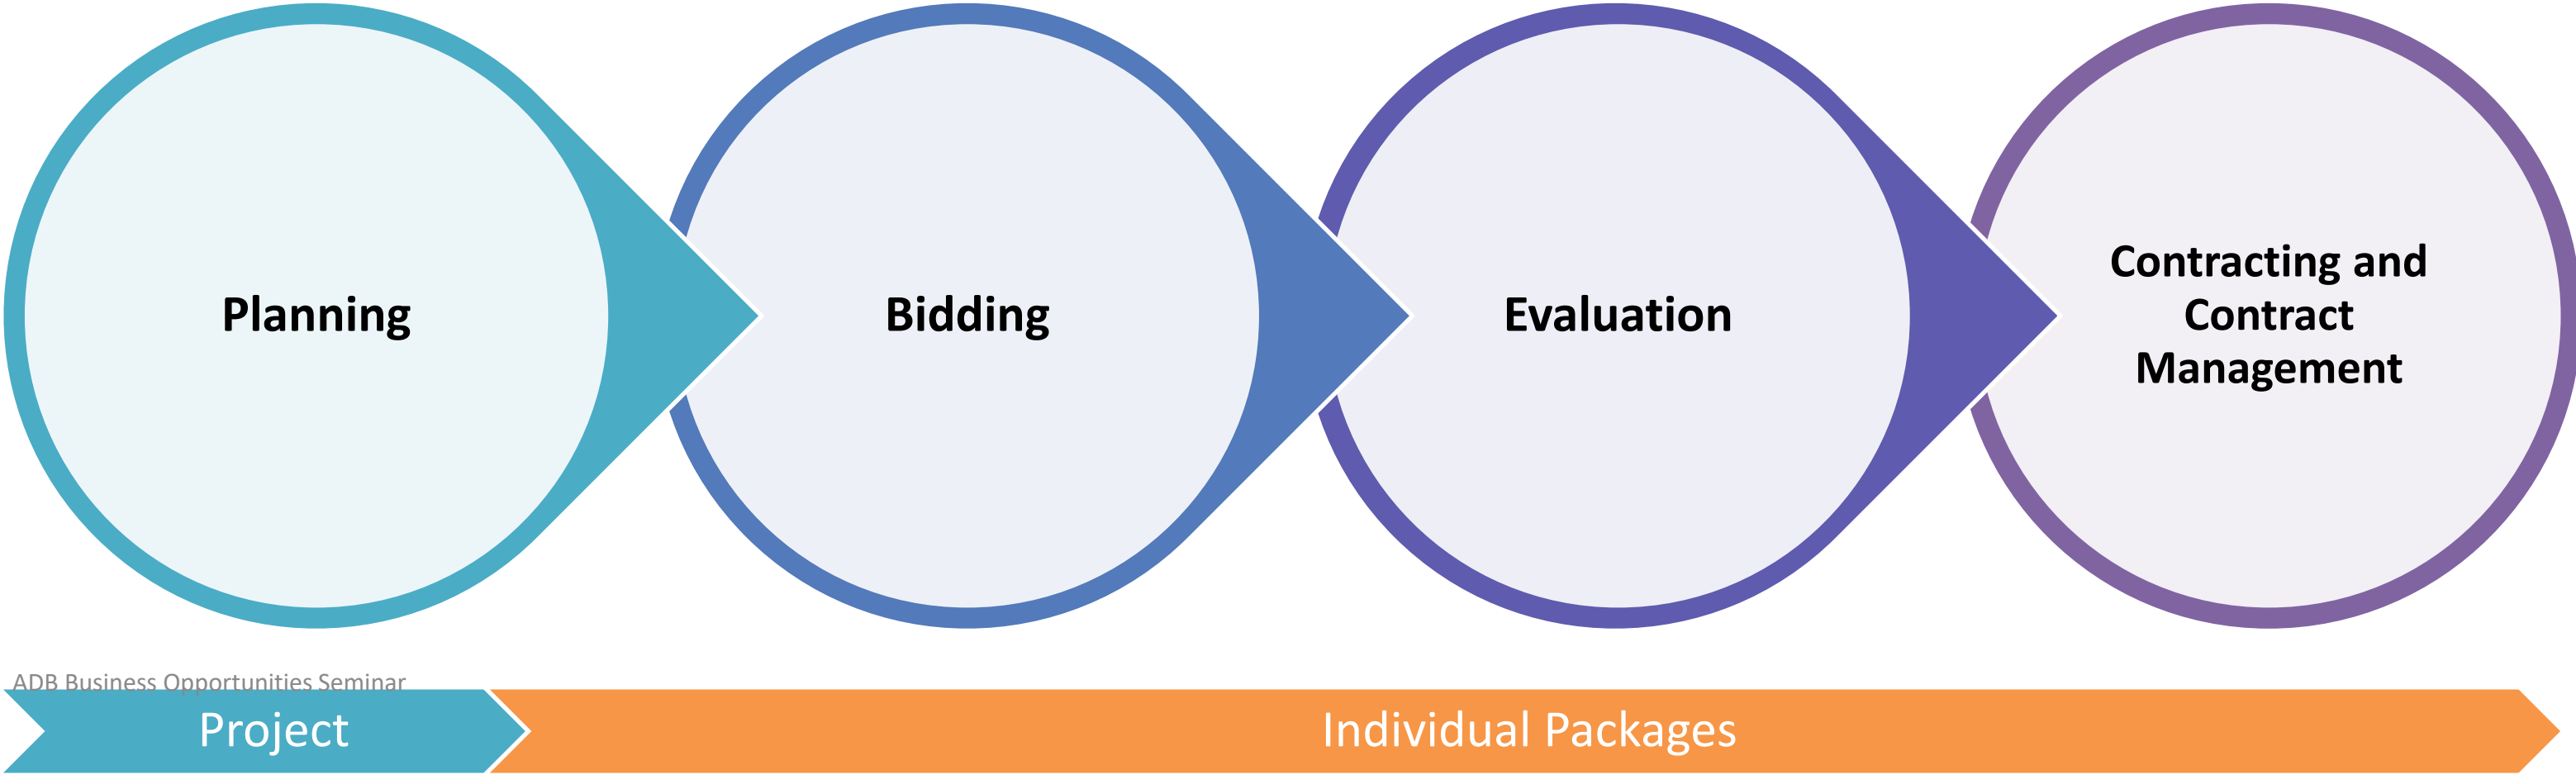 Planning
Bidding
Evaluation
Contracting and
Contract
Management
ADB Business Opportunities Seminar
Project
Individual Packages